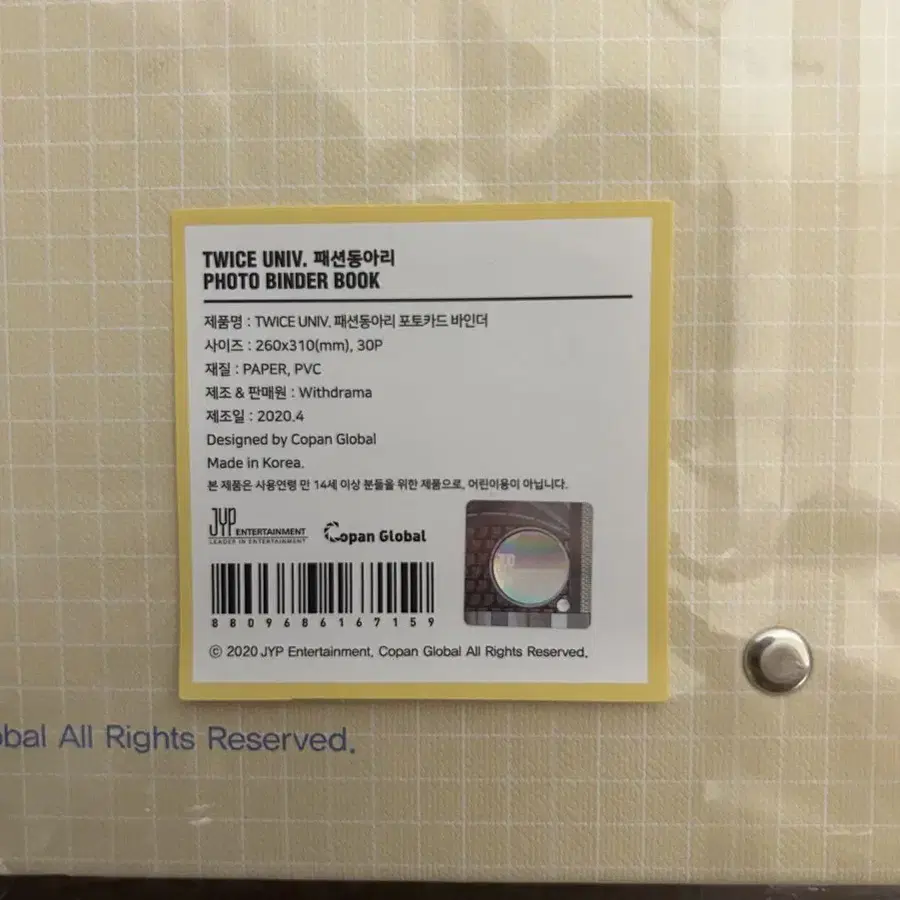 TWICE UNIV. 패션동아리
PHOTO BINDER BOOK
제품명 : TWICE UNIV. 패션동아리 포토카드 바인더
사이즈 : 260x310(mm), 30P
재질 : PAPER, PVC
제조 & 판매원 : Withdrama
제조일 : 2020.4
Designed by Copan Global
Made in Korea.
본 제품은 사용연령 만 14세 이상 분들을 위한 제품으로, 어린이용이 아닙니다.
JYP ENTERTAINMENT
LEADER IN ENTERTAINMENT
Copan Global
8809686167159
© 2020 JYP Entertainment, Copan Global All Rights Reserved.
obal All Rights Reserved.